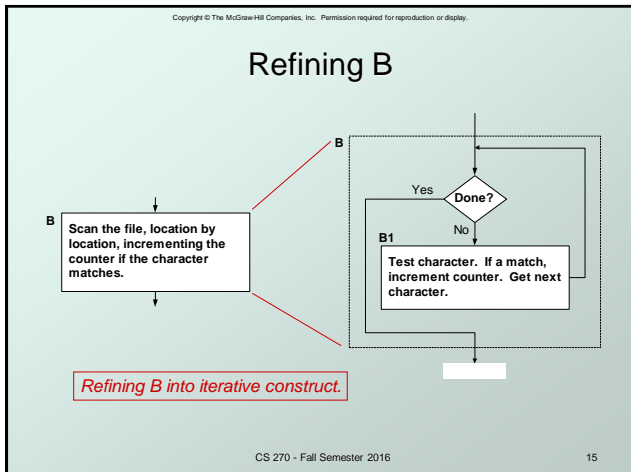 Copyright © The McGraw-Hill Companies, Inc. Permission required for reproduction or display.
Refining B
B
Scan the file, location by
location, incrementing the
counter if the character
matches.
B
Yes
Done?
No
B1
Test character. If a match,
increment counter. Get next
character.
Refining B into iterative construct.
CS 270 - Fall Semester 2016
15